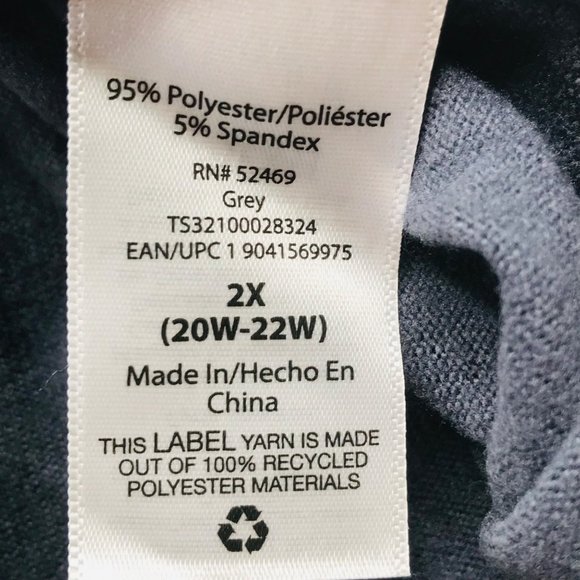 95% Polyester/Poliéster
5% Spandex
RN# 52469
Grey
TS32100028324
EAN/UPC 1 9041569975
2X
(20W-22W)
Made In/Hecho En
China
THIS LABEL YARN IS MADE
OUT OF 100% RECYCLED
POLYESTER MATERIALS